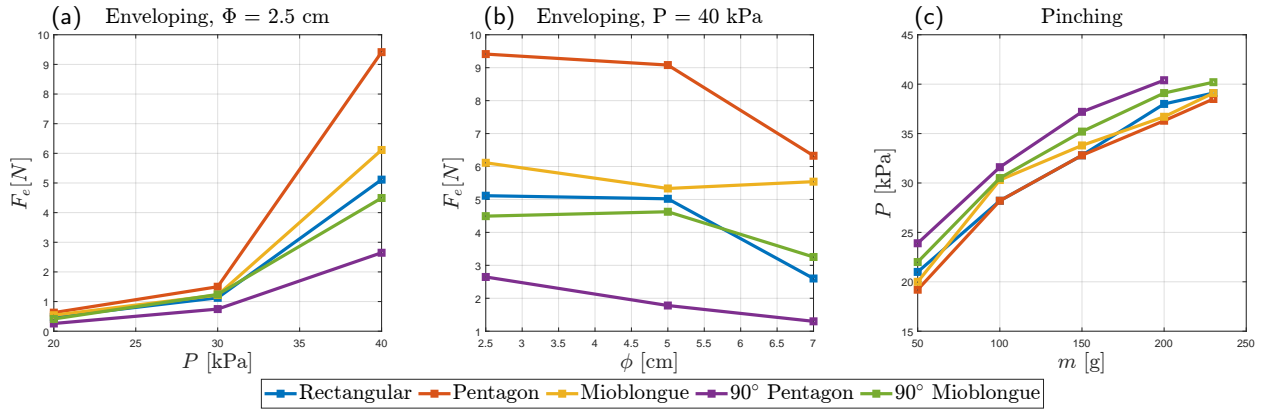 (a) Enveloping, Φ = 2.5 cm
10
9
8
7
6
5
4
3
2
1
0
F_e [N]
20 25 30 35 40
P [kPa]
(b) Enveloping, P = 40 kPa
10
9
8
7
6
5
4
3
2
1
F_e [N]
2.5 3 3.5 4 4.5 5 5.5 6 6.5 7
ϕ [cm]
(c) Pinching
45
40
35
30
25
20
15
P [kPa]
50 100 150 200 250
m [g]
Rectangular Pentagon Mioblongue 90° Pentagon 90° Mioblongue